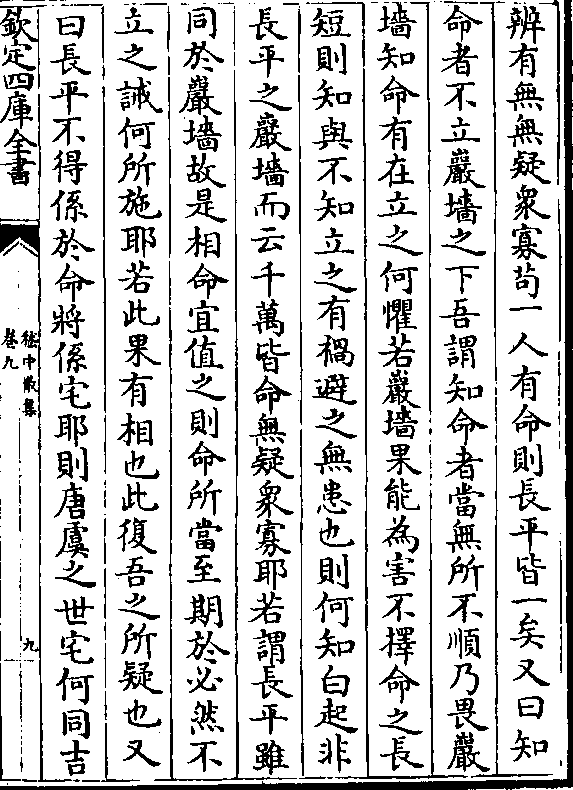 辨有無無疑衆寡苟一人有命則長平皆一矣又曰知
命者不立巖墻之下吾謂知命者當無所不順乃畏巖
墻知命有在立之何懼若巖墻果能為害不擇命之長
短則知與不知立之有禍避之無患也則何知白起非
長平之巖墻而云千萬皆命無疑衆寡耶若謂長平雖
同於巖墻故是相命宜值之則命所當至期於必然不
立之誡何所施耶若此果有相也此復吾之所疑也又
曰長平不得係於命將係宅耶則唐虞之世宅何同吉
欽定四庫全書
嵇中散集
卷九
九